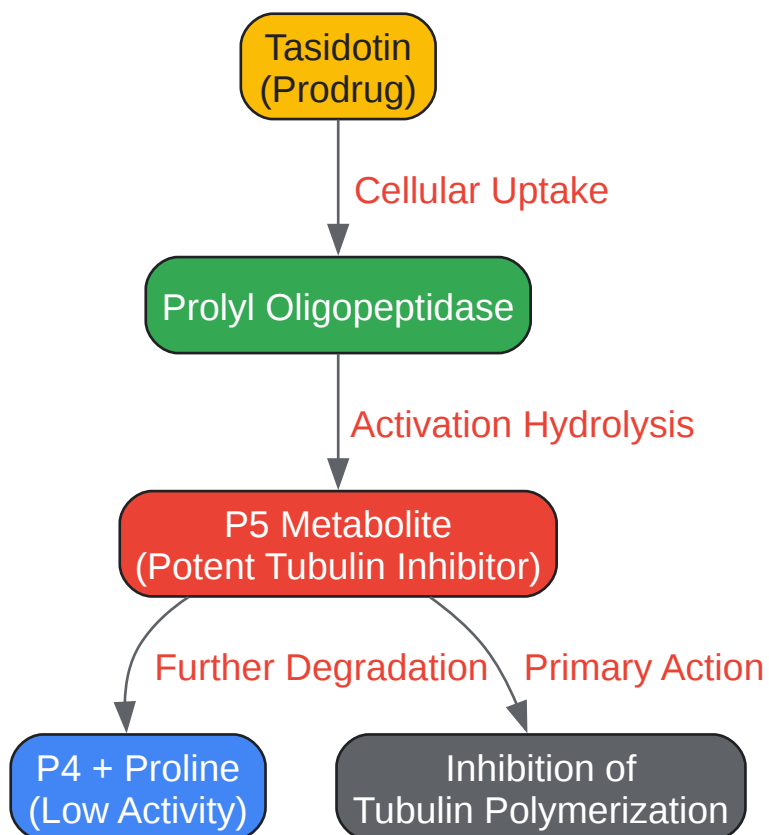 Tasidotin
(Prodrug)
Cellular Uptake
Prolyl Oligopeptidase
Activation Hydrolysis
P5 Metabolite
(Potent Tubulin Inhibitor)
Further Degradation
Primary Action
P4 + Proline
(Low Activity)
Inhibition of
Tubulin Polymerization